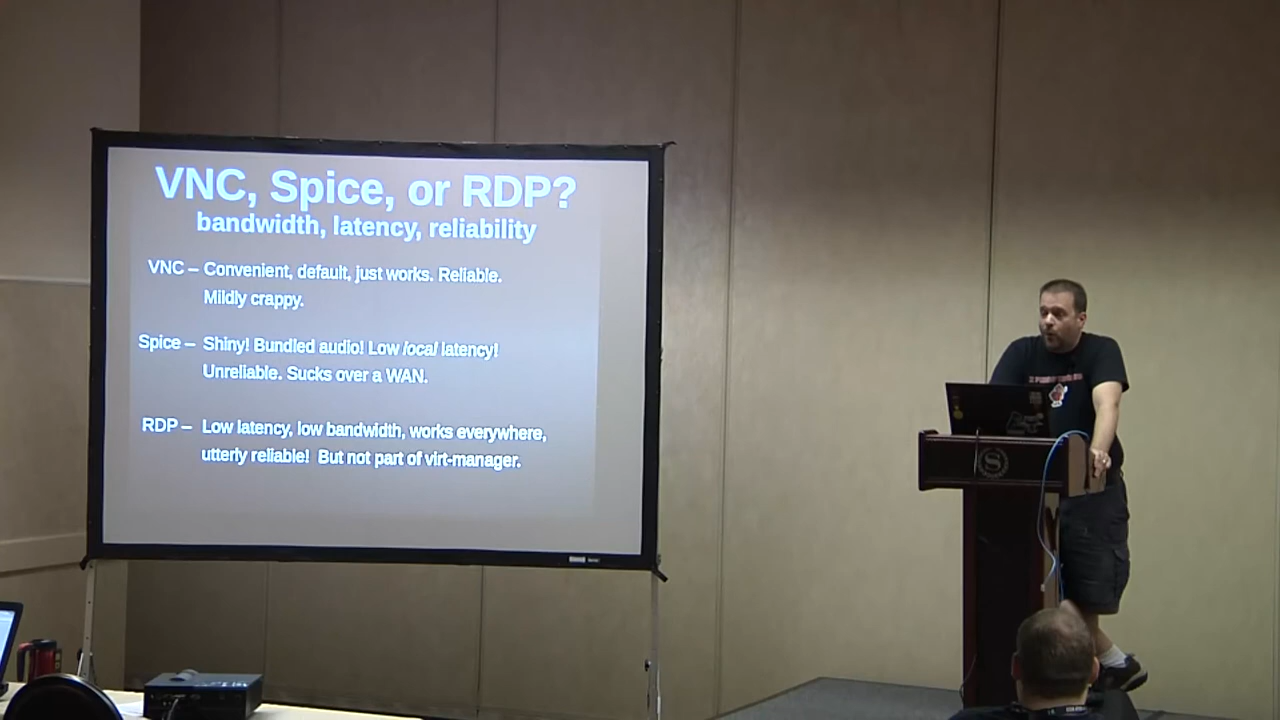 VNC, Spice, or RDP?
bandwidth, latency, reliability
VNC – Convenient, default, just works. Reliable.
Mildly crappy.
Spice – Shiny! Bundled audio! Low local latency!
Unreliable. Sucks over a WAN.
RDP – Low latency, low bandwidth, works everywhere,
utterly reliable! But not part of virt-manager.
S